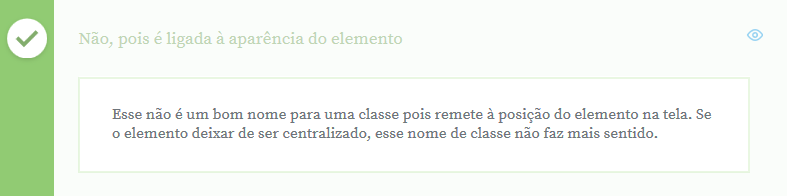 Não, pois é ligada à aparência do elemento
Esse não é um bom nome para uma classe pois remete à posição do elemento na tela. Se
o elemento deixar de ser centralizado, esse nome de classe não faz mais sentido.